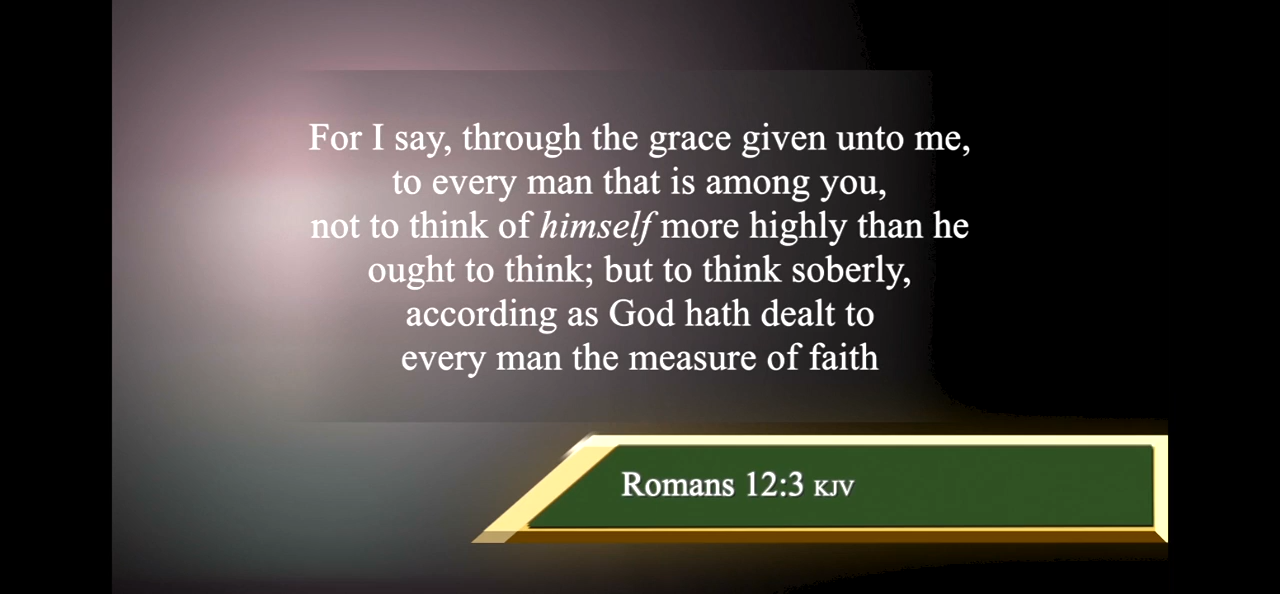 For I say, through the grace given unto me,
to every man that is among you,
not to think of himself more highly than he
ought to think; but to think soberly,
according as God hath dealt to
every man the measure of faith
Romans 12:3 KJV